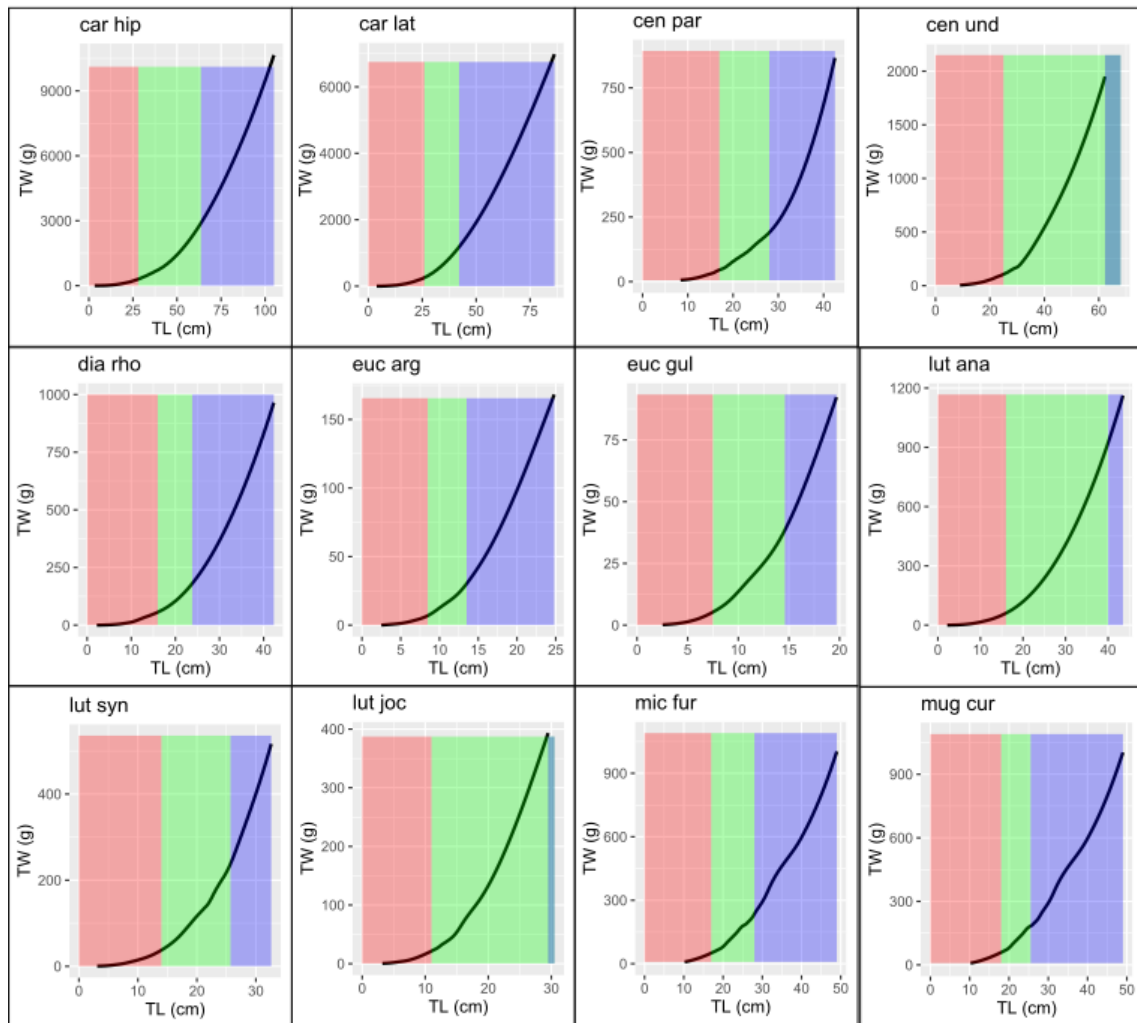 car hip
TW (g)
9000
6000
3000
0
0 25 50 75 100
TL (cm)
car lat
TW (g)
6000
4000
2000
0
0 25 50 75
TL (cm)
cen par
TW (g)
750
500
250
0
0 10 20 30 40
TL (cm)
cen und
TW (g)
2000
1500
1000
500
0
0 20 40 60
TL (cm)
dia rho
TW (g)
1000
750
500
250
0
0 10 20 30 40
TL (cm)
euc arg
TW (g)
150
100
50
0
0 5 10 15 20 25
TL (cm)
euc gul
TW (g)
75
50
25
0
0 5 10 15 20
TL (cm)
lut ana
TW (g)
1200
900
600
300
0
0 10 20 30 40
TL (cm)
lut syn
TW (g)
400
200
0
0 10 20 30
TL (cm)
lut joc
TW (g)
400
300
200
100
0
0 10 20 30
TL (cm)
mic fur
TW (g)
900
600
300
0
0 10 20 30 40 50
TL (cm)
mug cur
TW (g)
900
600
300
0
0 10 20 30 40 50
TL (cm)